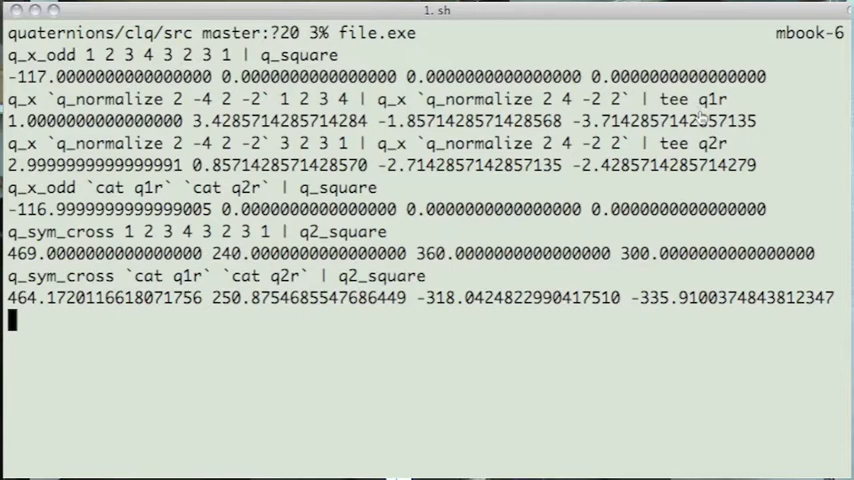 1. sh
quaternions/clq/src master:?20 3% file.exe mbook-6
q_x_odd 1 2 3 4 3 2 3 1 | q_square
-117.0000000000000000 0.0000000000000000 0.0000000000000000 0.0000000000000000
q_x `q_normalize 2 -4 2 -2` 1 2 3 4 | q_x `q_normalize 2 4 -2 2` | tee q1r
1.0000000000000000 3.4285714285714284 -1.8571428571428568 -3.7142857142857135
q_x `q_normalize 2 -4 2 -2` 3 2 3 1 | q_x `q_normalize 2 4 -2 2` | tee q2r
2.9999999999999991 0.8571428571428570 -2.7142857142857135 -2.4285714285714279
q_x_odd `cat q1r` `cat q2r` | q_square
-116.9999999999999005 0.0000000000000000 0.0000000000000000 0.0000000000000000
q_sym_cross 1 2 3 4 3 2 3 1 | q2_square
469.0000000000000000 240.0000000000000000 360.0000000000000000 300.0000000000000000
q_sym_cross `cat q1r` `cat q2r` | q2_square
464.1720116618071756 250.8754685547686449 -318.0424822990417510 -335.9100374843812347